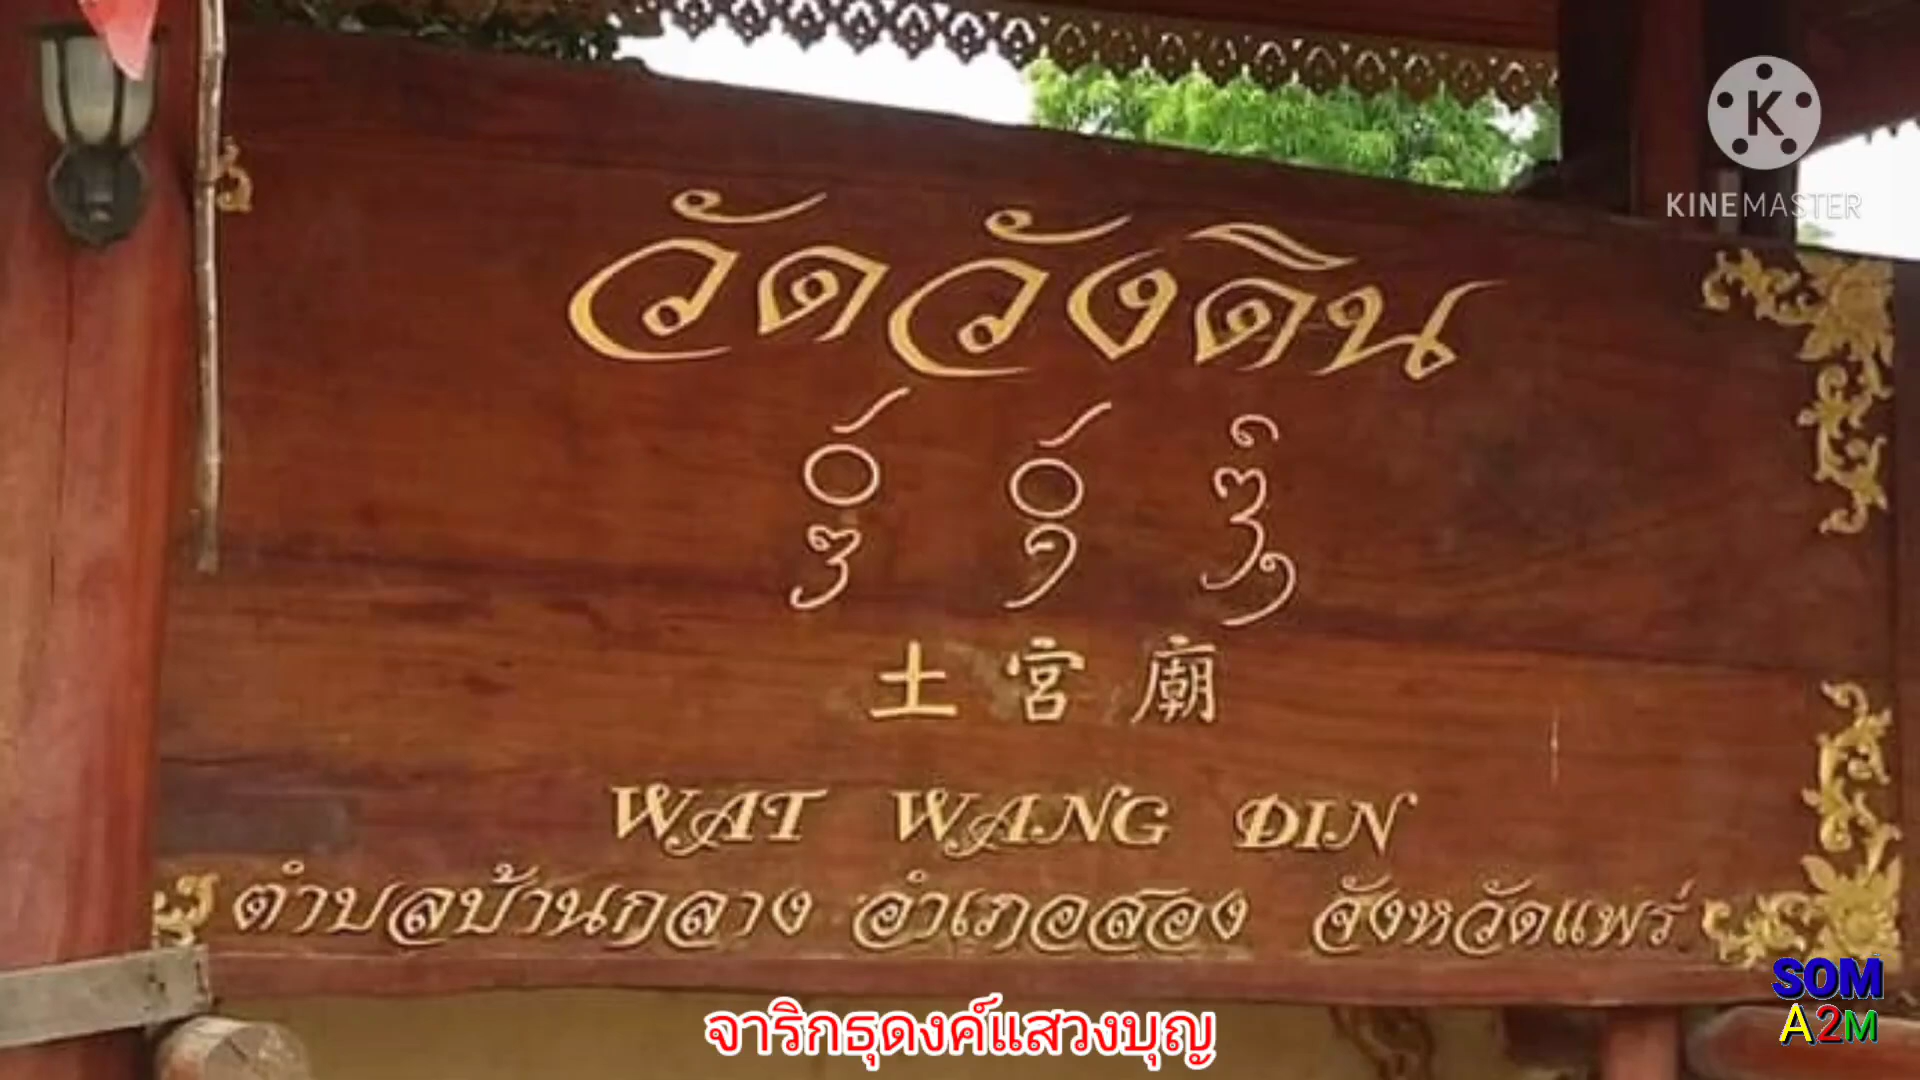 วัดวังดิน
土宮廟
WAT WANG DIN
ตำบลบ้านกลาง อำเภอสอง จังหวัดแพร่
จาริกธุดงค์แสวงบุญ
K
KINEMASTER
SOM
A2M